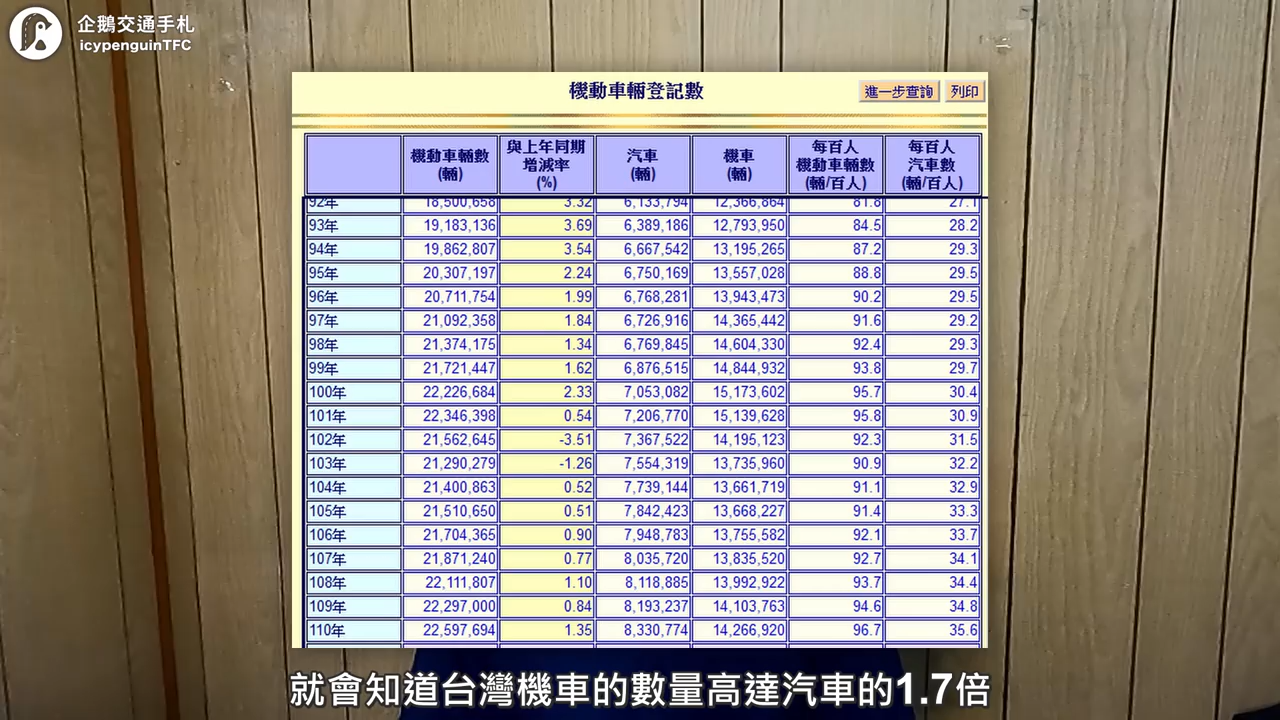 企鵝交通手札
icypenguinTFC
機動車輛登記數 進一步查詢 列印
機動車輛數 (輛) 與上年同期 增減率 (%) 汽車 (輛) 機車 (輛) 每百人 機動車輛數 (輛/百人) 每百人 汽車數 (輛/百人)
92年 18,500,658 3.32 6,133,794 12,366,864 81.8 27.1
93年 19,183,136 3.69 6,389,186 12,793,950 84.5 28.2
94年 19,862,807 3.54 6,667,542 13,195,265 87.2 29.3
95年 20,307,197 2.24 6,750,169 13,557,028 88.8 29.5
96年 20,711,754 1.99 6,768,281 13,943,473 90.2 29.5
97年 21,092,358 1.84 6,726,916 14,365,442 91.6 29.2
98年 21,374,175 1.34 6,769,845 14,604,330 92.4 29.3
99年 21,721,447 1.62 6,876,515 14,844,932 93.8 29.7
100年 22,226,684 2.33 7,053,082 15,173,602 95.7 30.4
101年 22,346,398 0.54 7,206,770 15,139,628 95.8 30.9
102年 21,562,645 -3.51 7,367,522 14,195,123 92.3 31.5
103年 21,290,279 -1.26 7,554,319 13,735,960 90.9 32.2
104年 21,400,863 0.52 7,739,144 13,661,719 91.1 32.9
105年 21,510,650 0.51 7,842,423 13,668,227 91.4 33.3
106年 21,704,365 0.90 7,948,783 13,755,582 92.1 33.7
107年 21,871,240 0.77 8,035,720 13,835,520 92.7 34.1
108年 22,111,807 1.10 8,118,885 13,992,922 93.7 34.4
109年 22,297,000 0.84 8,193,237 14,103,763 94.6 34.8
110年 22,597,694 1.35 8,330,774 14,266,920 96.7 35.6
就會知道台灣機車的數量高達汽車的1.7倍